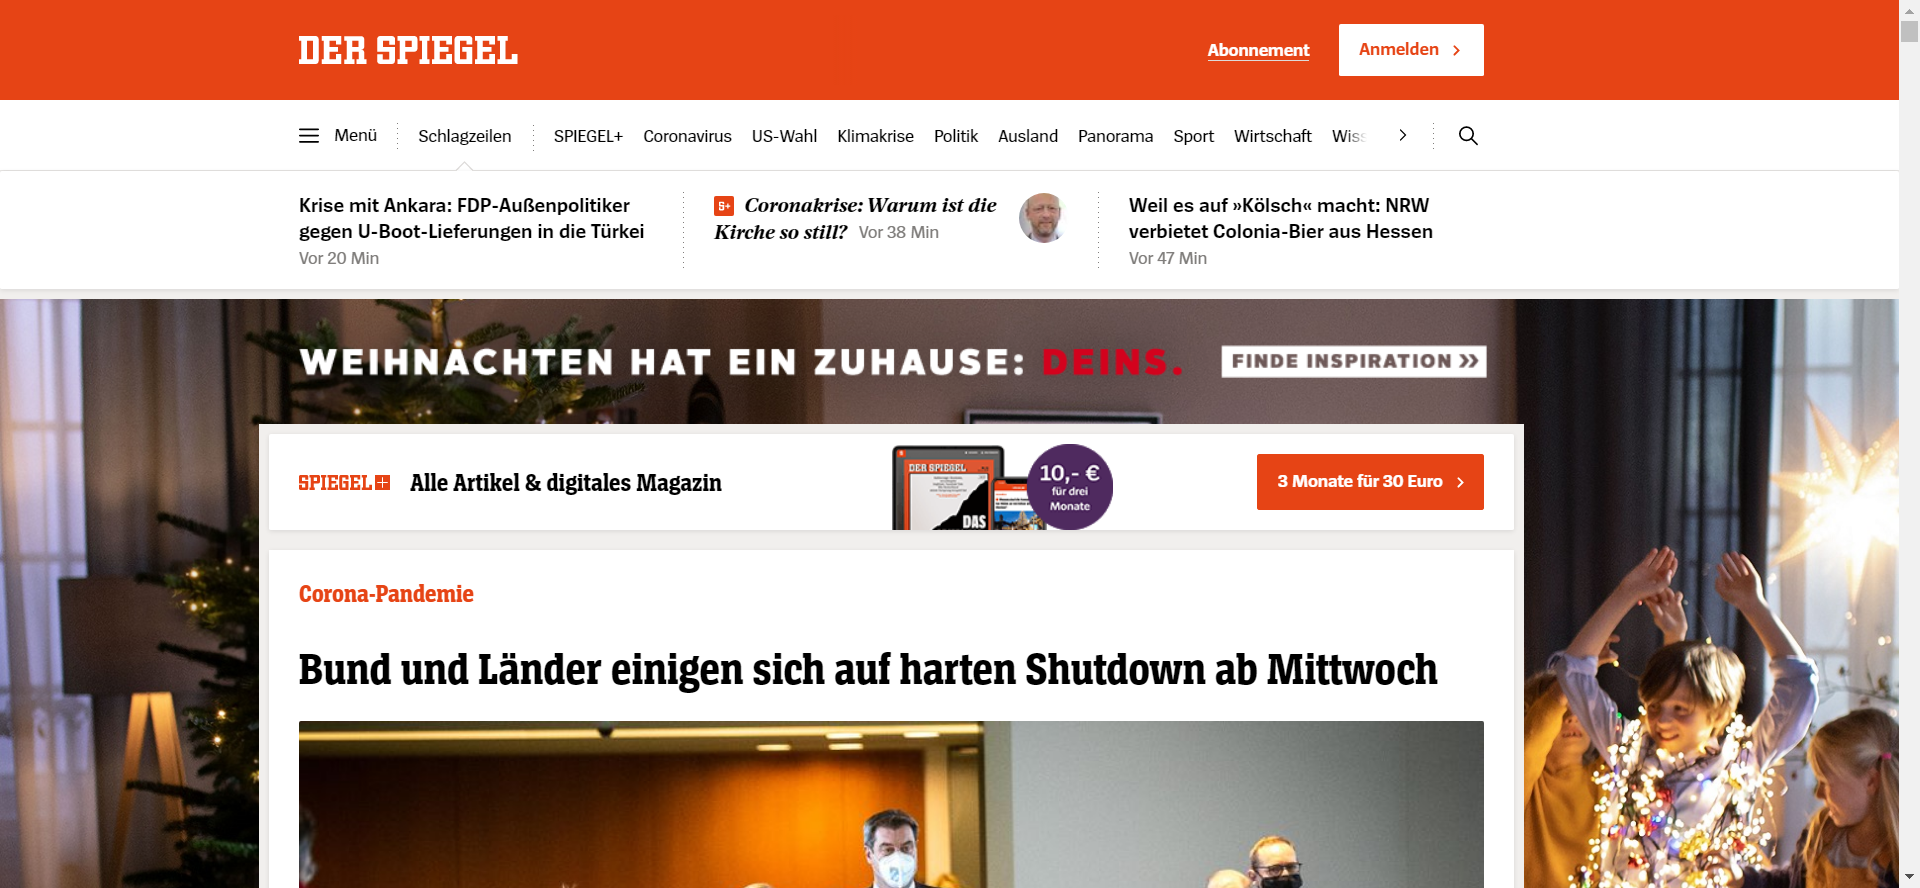 DER SPIEGEL
Abonnement
Anmelden
Menü
Schlagzeilen
SPIEGEL+
Coronavirus
US-Wahl
Klimakrise
Politik
Ausland
Panorama
Sport
Wirtschaft
Krise mit Ankara: FDP-Außenpolitiker
gegen U-Boot-Lieferungen in die Türkei
Vor 20 Min
S+ Coronakrise: Warum ist die
Kirche so still? Vor 38 Min
Weil es auf »Kölsch« macht: NRW
verbietet Colonia-Bier aus Hessen
Vor 47 Min
WEIHNACHTEN HAT EIN ZUHAUSE: DEINS.
FINDE INSPIRATION >>
SPIEGEL+
Alle Artikel & digitales Magazin
DER SPIEGEL
DAS
10,- €
für drei
Monate
3 Monate für 30 Euro
Corona-Pandemie
Bund und Länder einigen sich auf harten Shutdown ab Mittwoch